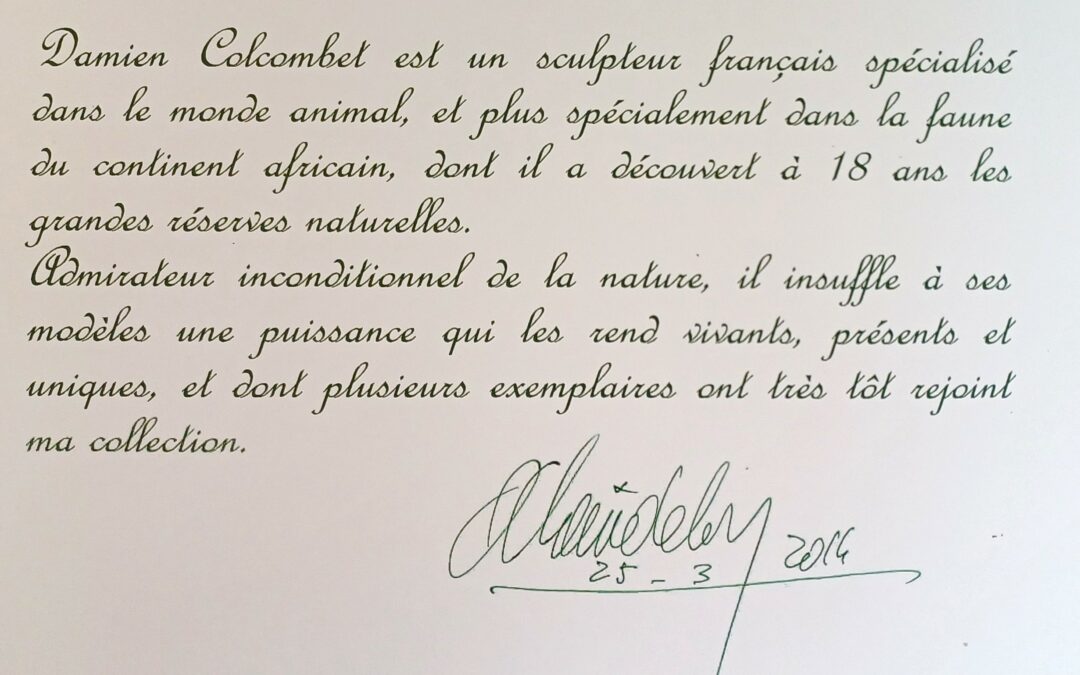 Damien Colcombet est un sculpteur français spécialisé
dans le monde animal, et plus spécialement dans la faune
du continent africain, dont il a découvert à 18 ans les
grandes réserves naturelles.
Admirateur inconditionnel de la nature, il insuffle à ses
modèles une puissance qui les rend vivants, présents et
uniques, et dont plusieurs exemplaires ont très tôt rejoint
ma collection.
25 - 3 2014